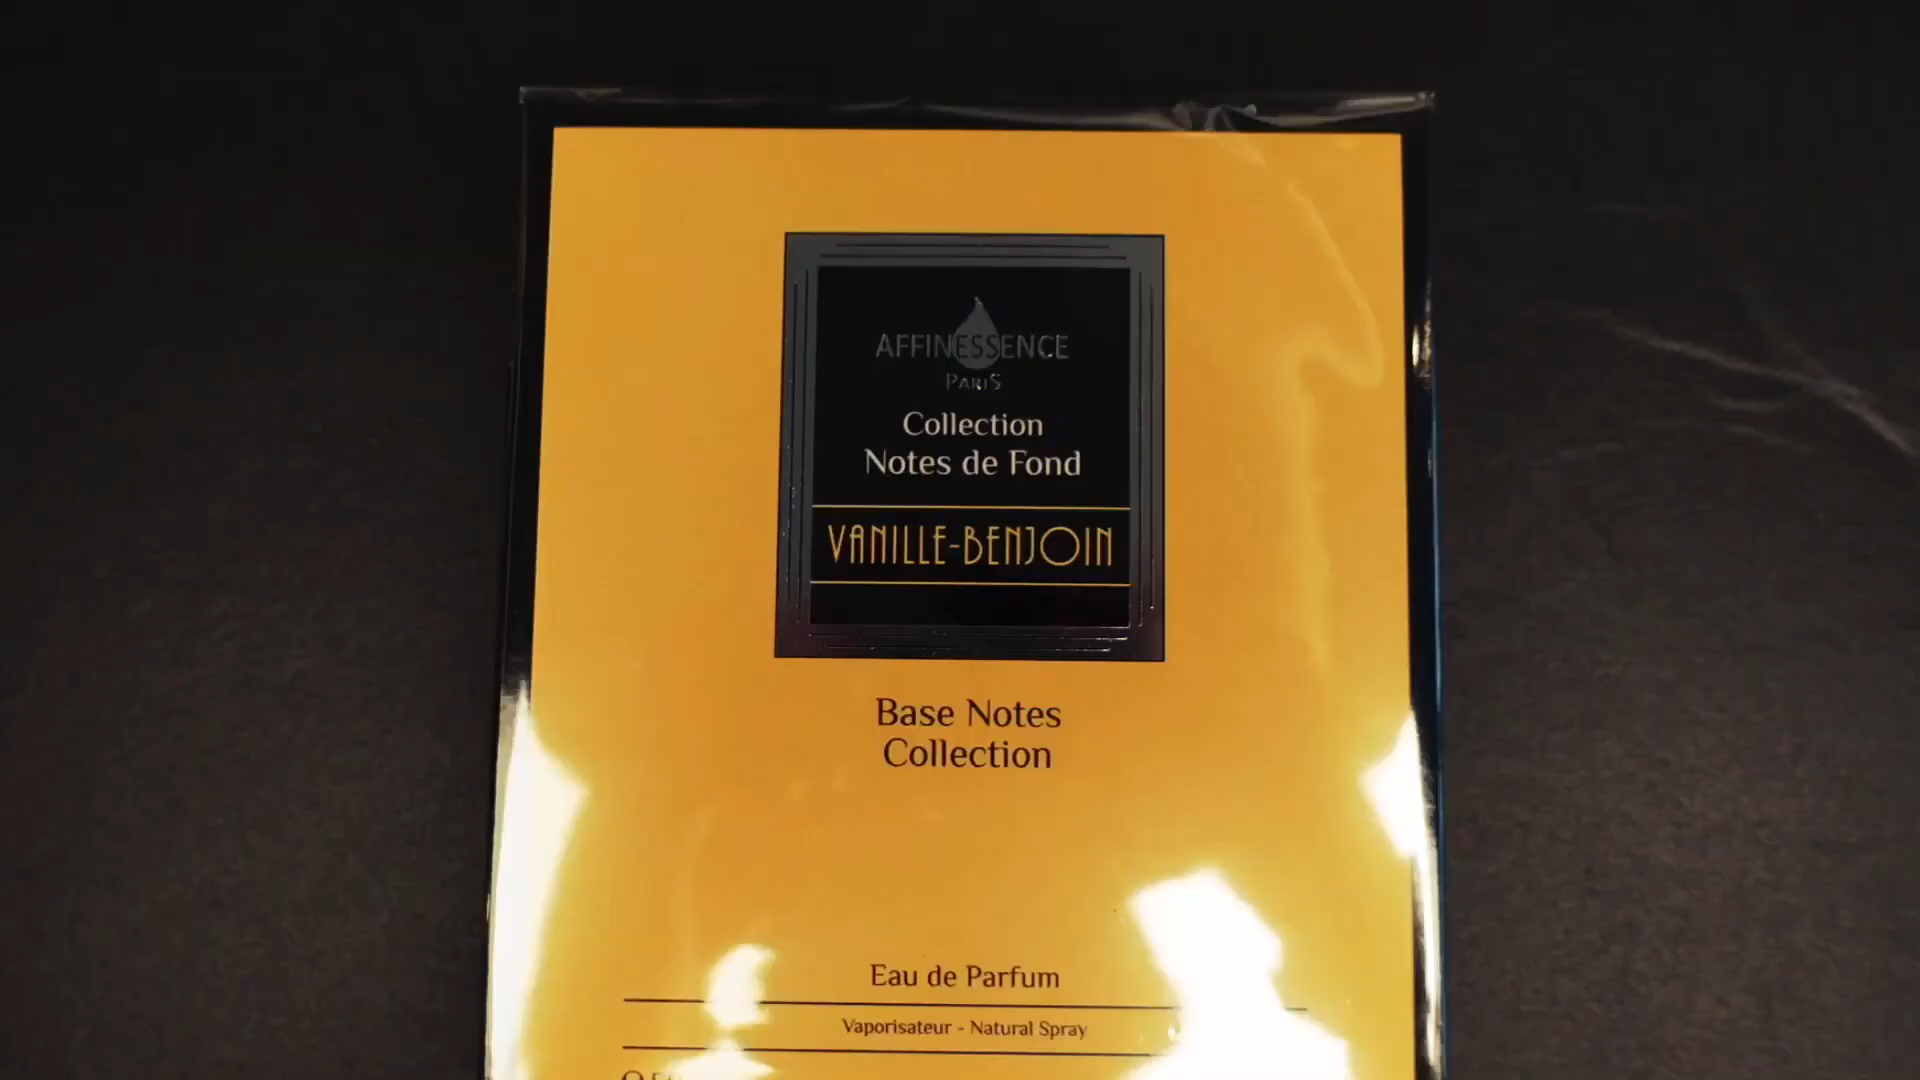 AFFINESSENCE
PARIS
Collection
Notes de Fond
VANILLE-BENJOIN
Base Notes
Collection
Eau de Parfum
Vaporisateur - Natural Spray